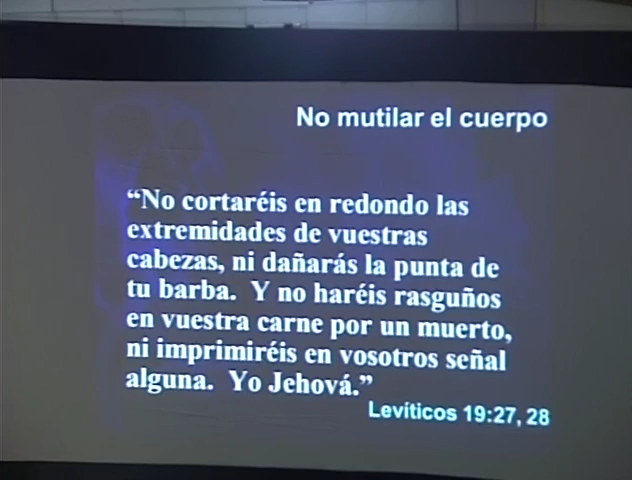 No mutilar el cuerpo
“No cortaréis en redondo las
extremidades de vuestras
cabezas, ni dañarás la punta de
tu barba.  Y no haréis rasguños
en vuestra carne por un muerto,
ni imprimiréis en vosotros señal
alguna.  Yo Jehová.”
Levíticos 19:27, 28